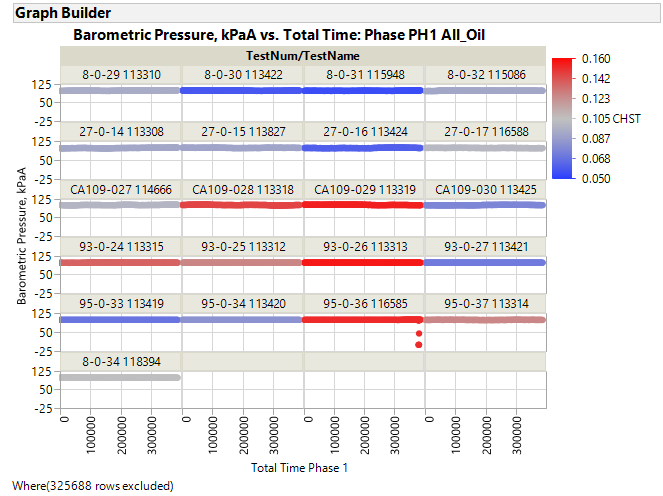 Graph Builder
Barometric Pressure, kPaA vs. Total Time: Phase PH1 All_Oil
TestNum/TestName
8-0-29 113310 8-0-30 113422 8-0-31 115948 8-0-32 115086
125
50
-25
27-0-14 113308 27-0-15 113827 27-0-16 113424 27-0-17 116588
125
50
-25
CA109-027 114666 CA109-028 113318 CA109-029 113319 CA109-030 113425
125
50
-25
93-0-24 113315 93-0-25 113312 93-0-26 113313 93-0-27 113421
125
50
-25
95-0-33 113419 95-0-34 113420 95-0-36 116585 95-0-37 113314
125
50
-25
8-0-34 118394
125
50
-25
Barometric Pressure, kPaA
0 100000 200000 300000 0 100000 200000 300000 0 100000 200000 300000 0 100000 200000 300000
Total Time Phase 1
0.160
0.142
0.123
0.105 CHST
0.087
0.068
0.050
Where(325688 rows excluded)